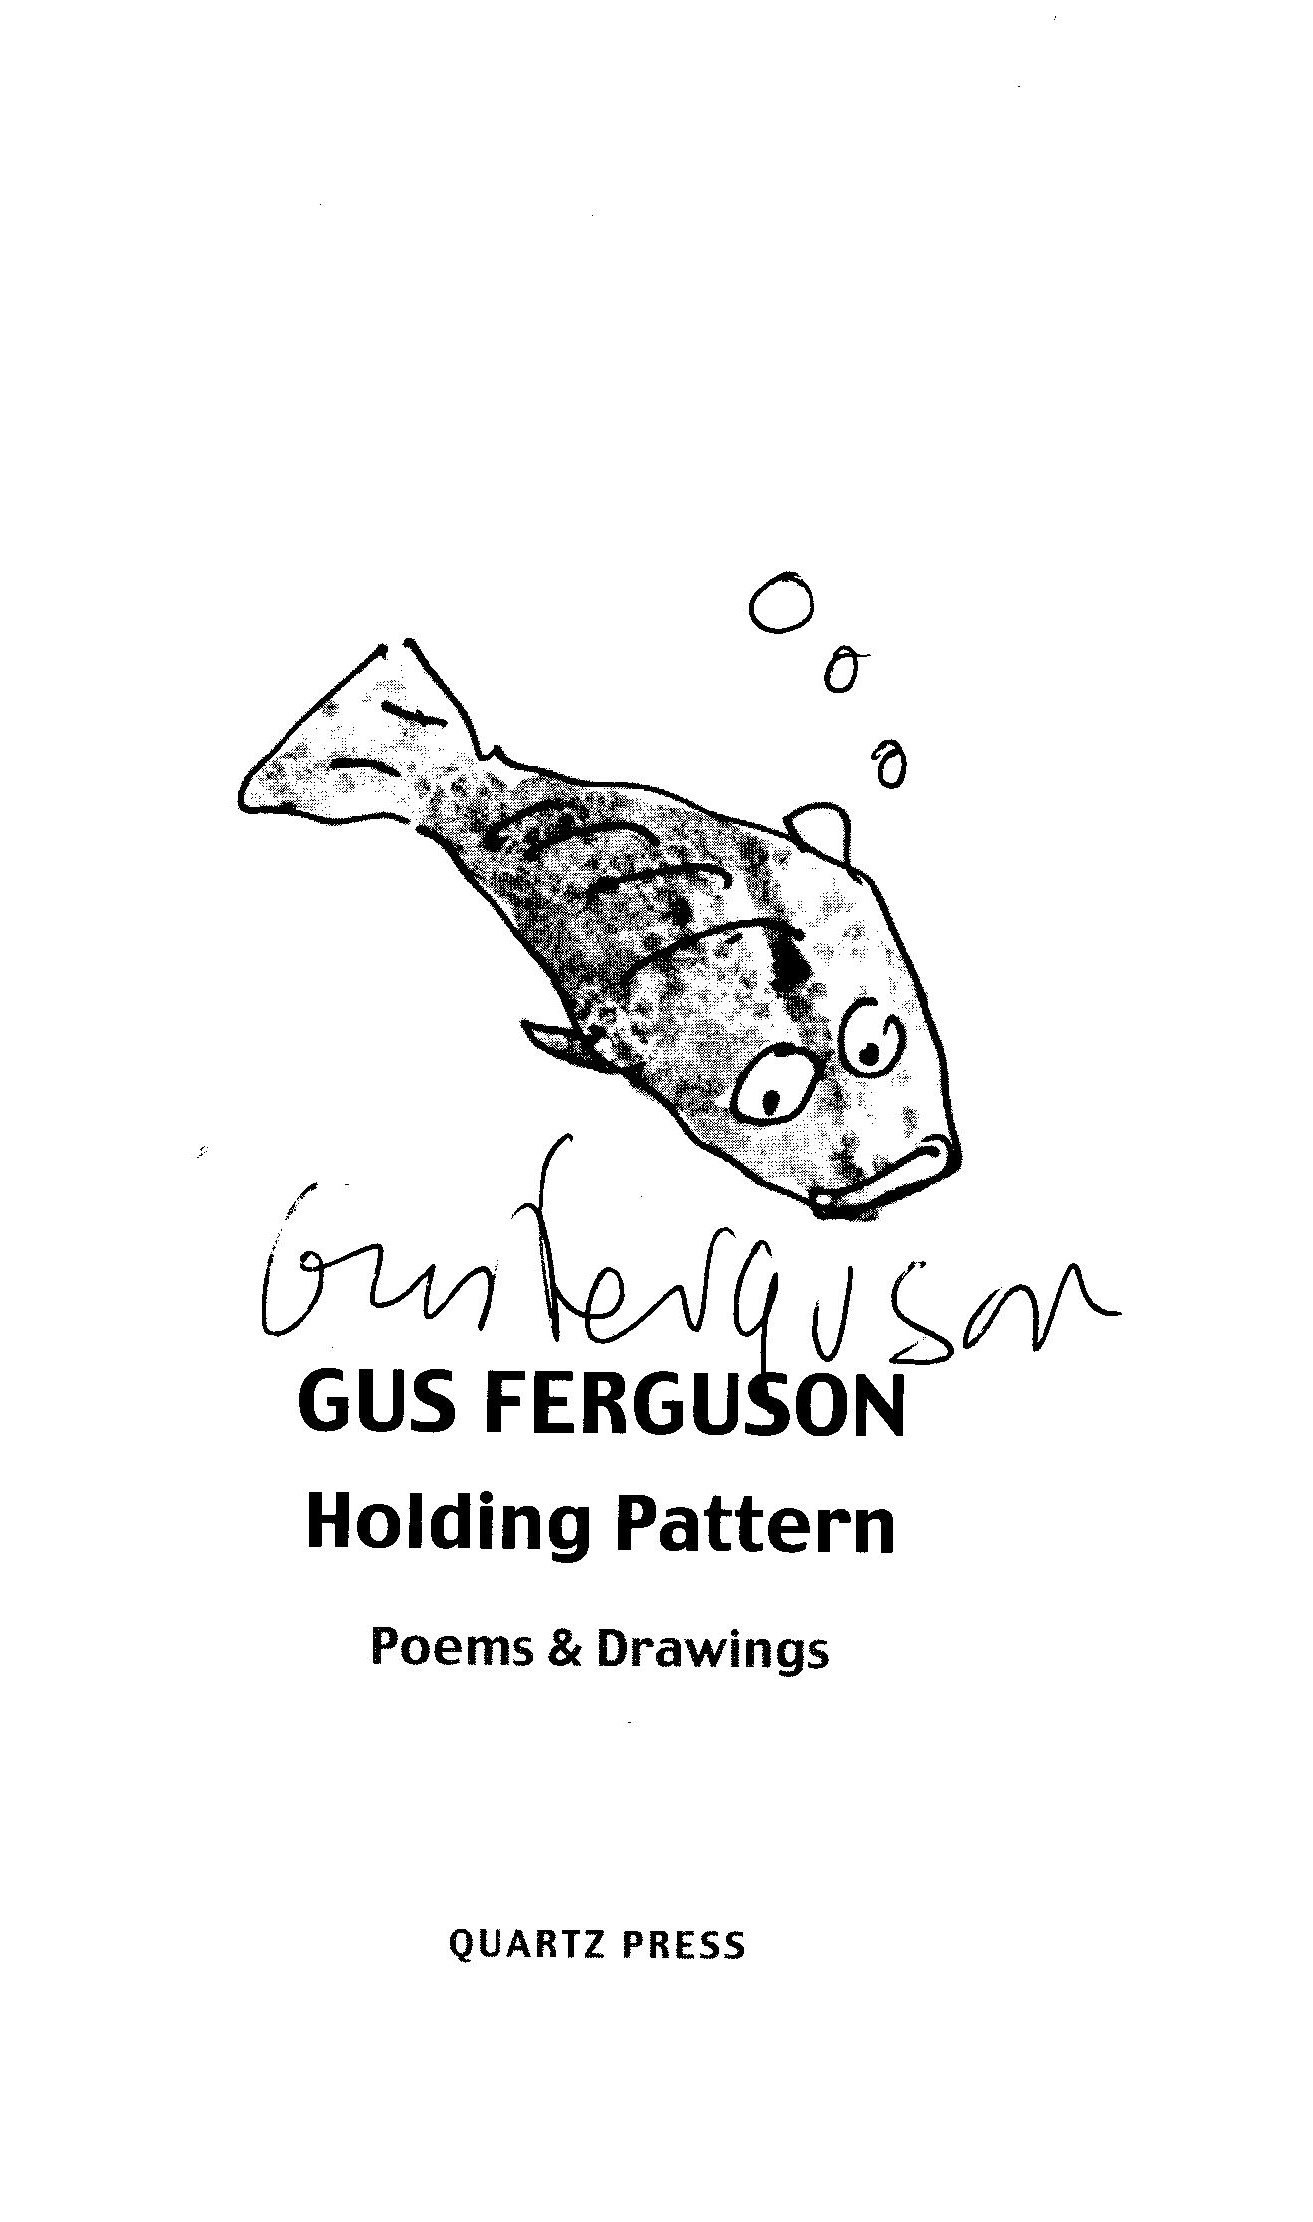 Gus Ferguson
GUS FERGUSON
Holding Pattern
Poems & Drawings
QUARTZ PRESS